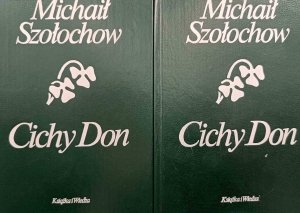 Michaił
Szołochow
Cichy Don
Książka i Wiedza
Michaił
Szołochow
Cichy Don
Książka i Wiedza